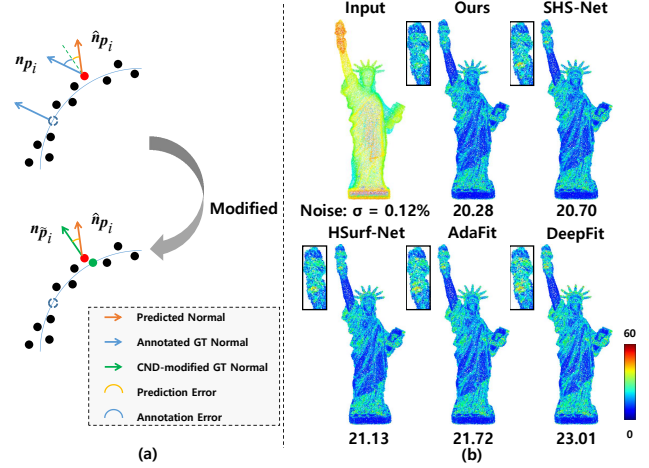 n̂p_i
np_i
Modified
n̂p_i
np̃_i
Predicted Normal
Annotated GT Normal
CND-modified GT Normal
Prediction Error
Annotation Error
(a)
Input
Ours
SHS-Net
Noise: σ = 0.12%
20.28
20.70
HSurf-Net
AdaFit
DeepFit
60
0
21.13
21.72
23.01
(b)